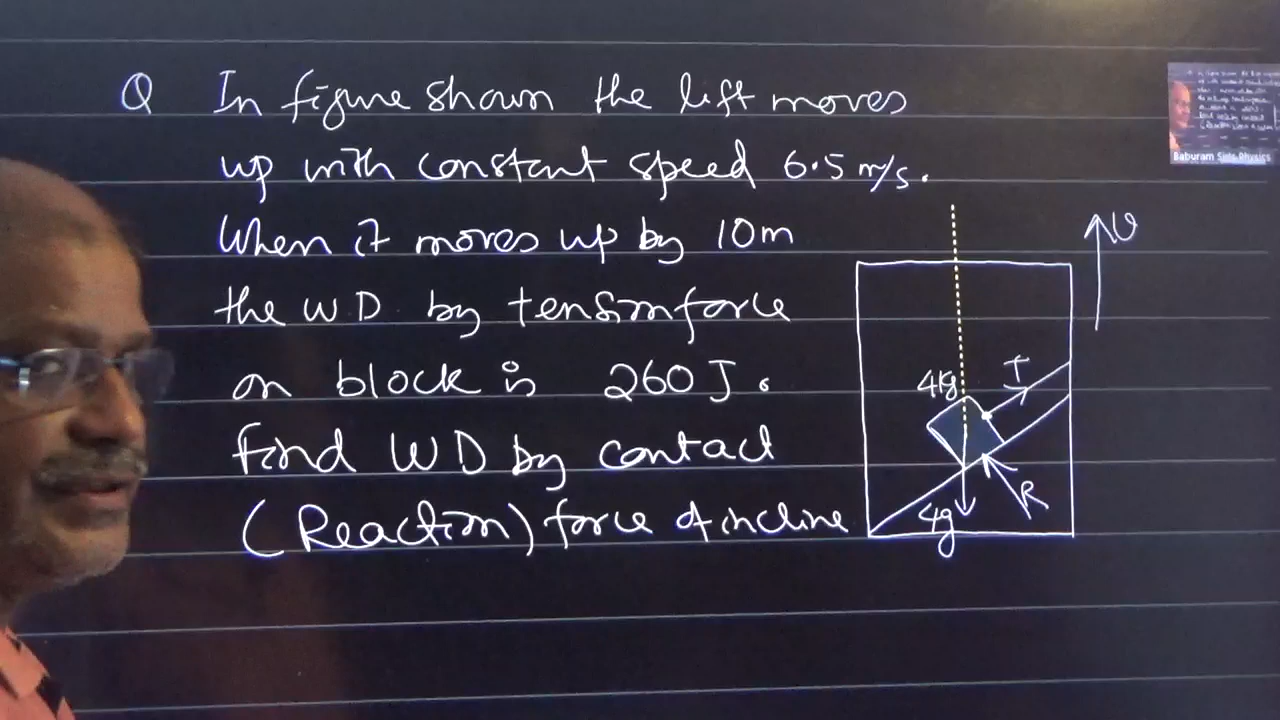 Q In figure shown the lift moves
up with constant speed 6.5 m/s.
When it moves up by 10m
the WD by tension force
on block is 260 J.
Find WD by contact
(Reaction) force of incline
υ
T
4kg
R
4g
Baburam Sir's Physics